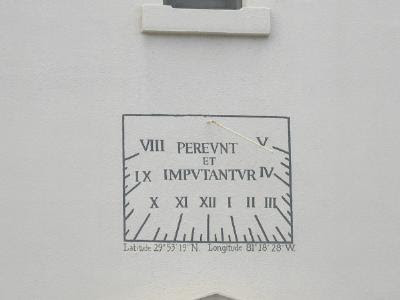 VIII PEREVNT V
ET
IX IMPVTANTVR IV
X XI XII I II III
Latitude 29°53'19"N. Longitude 81°18'28"W.